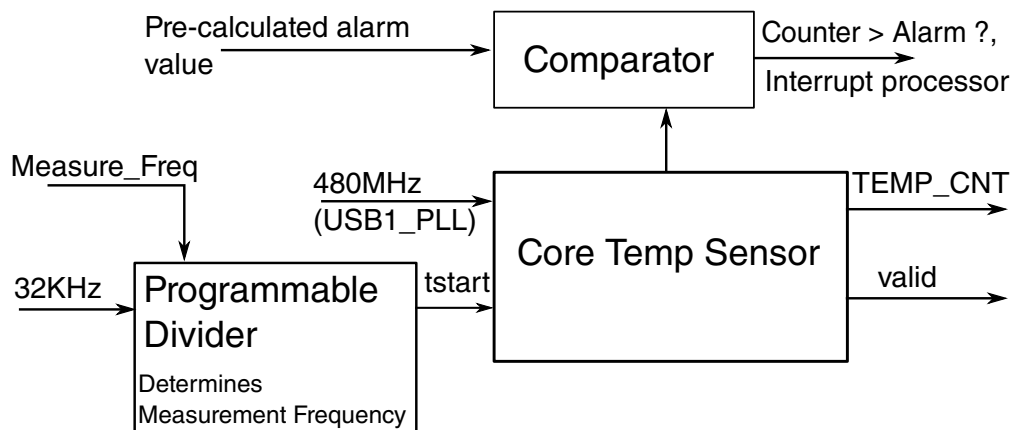 Pre-calculated alarm
value
Comparator
Counter > Alarm ?,
Interrupt processor
Measure_Freq
480MHz
(USB1_PLL)
Core Temp Sensor
TEMP_CNT
valid
32KHz
Programmable
Divider
Determines
Measurement Frequency
tstart